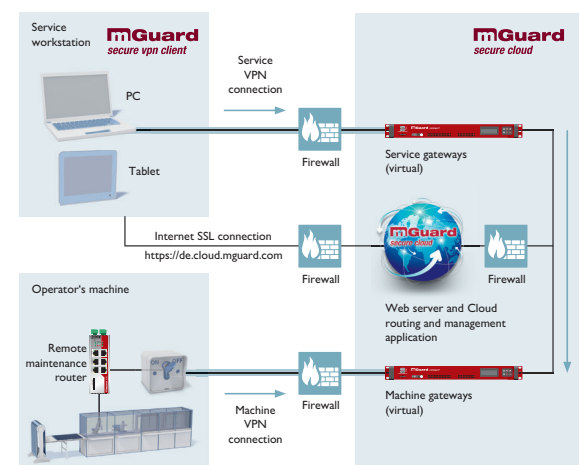 Service
workstation
mGuard
secure vpn client
mGuard
secure cloud
Service
VPN
connection
PC
Tablet
Firewall
Service gateways
(virtual)
Internet SSL connection
https://de.cloud.mguard.com
mGuard
secure cloud
Firewall
Firewall
Web server and Cloud
routing and management
application
Operator's machine
Remote
maintenance
router
ON
OFF
Machine
VPN
connection
Firewall
Machine gateways
(virtual)